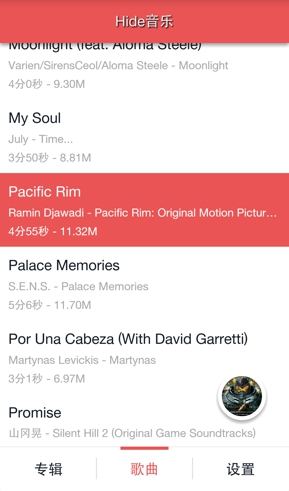 Hide音乐
Moonlight (feat. Aloma Steele)
Varien/SirensCeol/Aloma Steele - Moonlight
4分0秒 - 9.30M
My Soul
July - Time...
3分50秒 - 8.81M
Pacific Rim
Ramin Djawadi - Pacific Rim: Original Motion Pictur…
4分55秒 - 11.32M
Palace Memories
S.E.N.S. - Palace Memories
5分6秒 - 11.70M
Por Una Cabeza (With David Garretti)
Martynas Levickis - Martynas
3分1秒 - 6.97M
Promise
山冈晃 - Silent Hill 2 (Original Game Soundtracks)
专辑
歌曲
设置